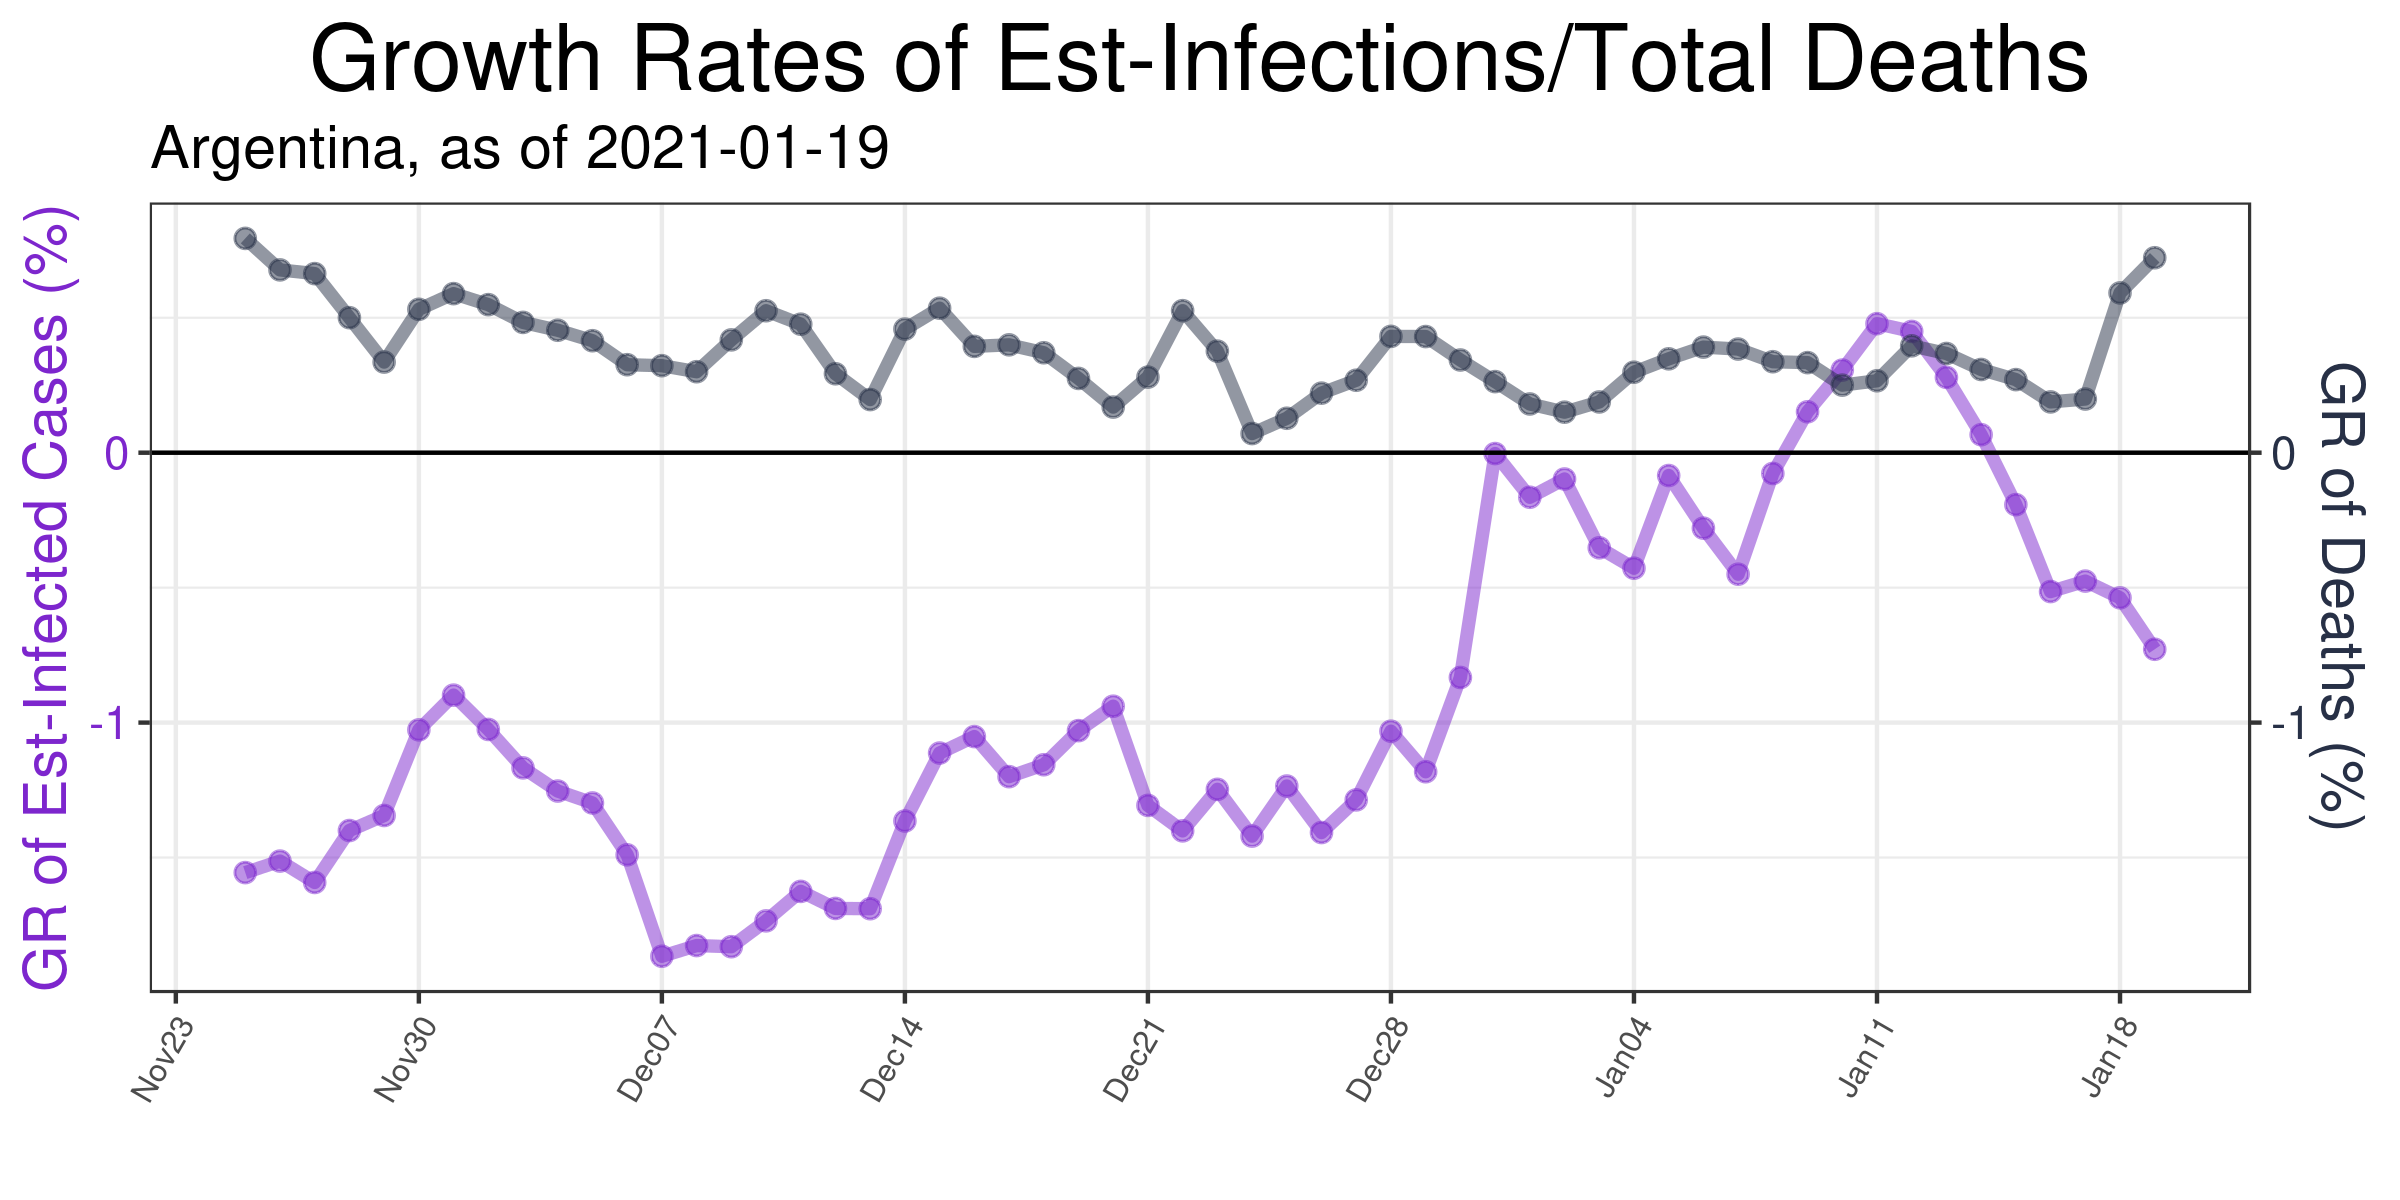 Growth Rates of Est-Infections/Total Deaths
Argentina, as of 2021-01-19
GR of Est-Infected Cases (%)
0
-1
0
-1
GR of Deaths (%)
Nov23
Nov30
Dec07
Dec14
Dec21
Dec28
Jan04
Jan11
Jan18